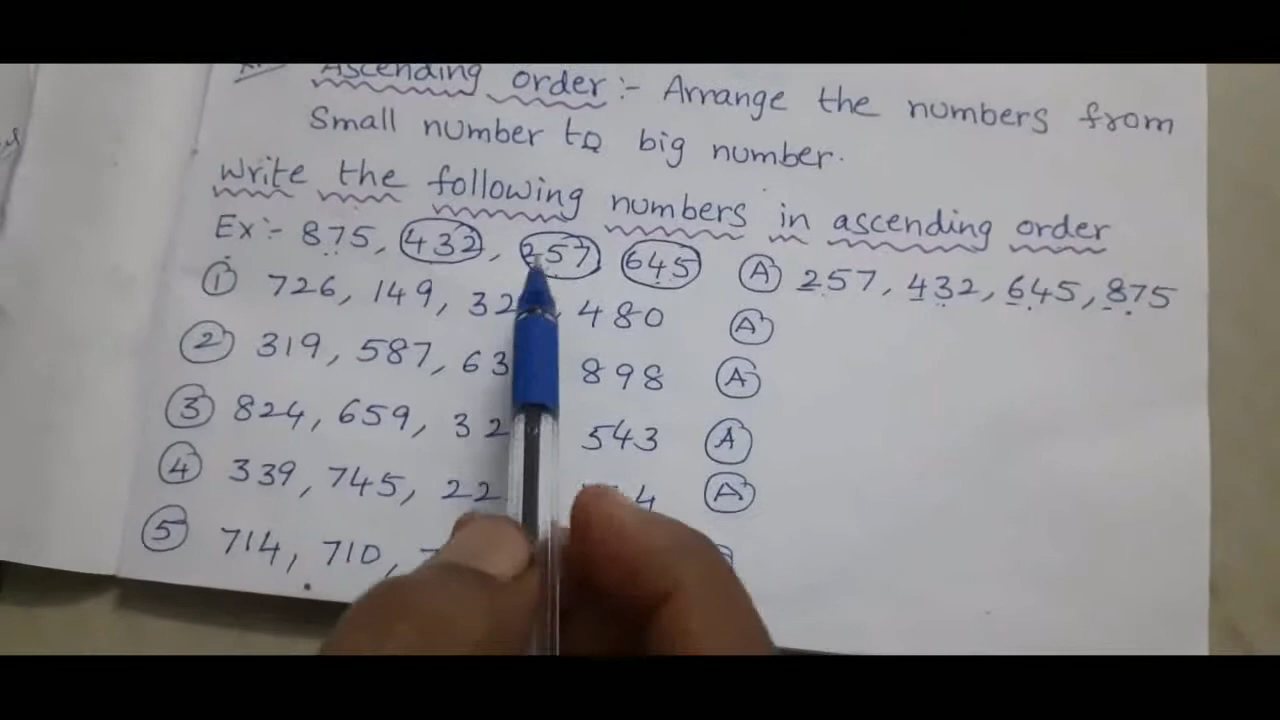 Ascending order :- Arrange the numbers from
Small number to big number.
Write the following numbers in ascending order
Ex :- 875, 432, 257 645 A 257, 432, 645, 875
1 726, 149, 480 A
2 319, 587, 898 A
3 824, 659, 543 A
4 339, 745, A
5 714, 710,